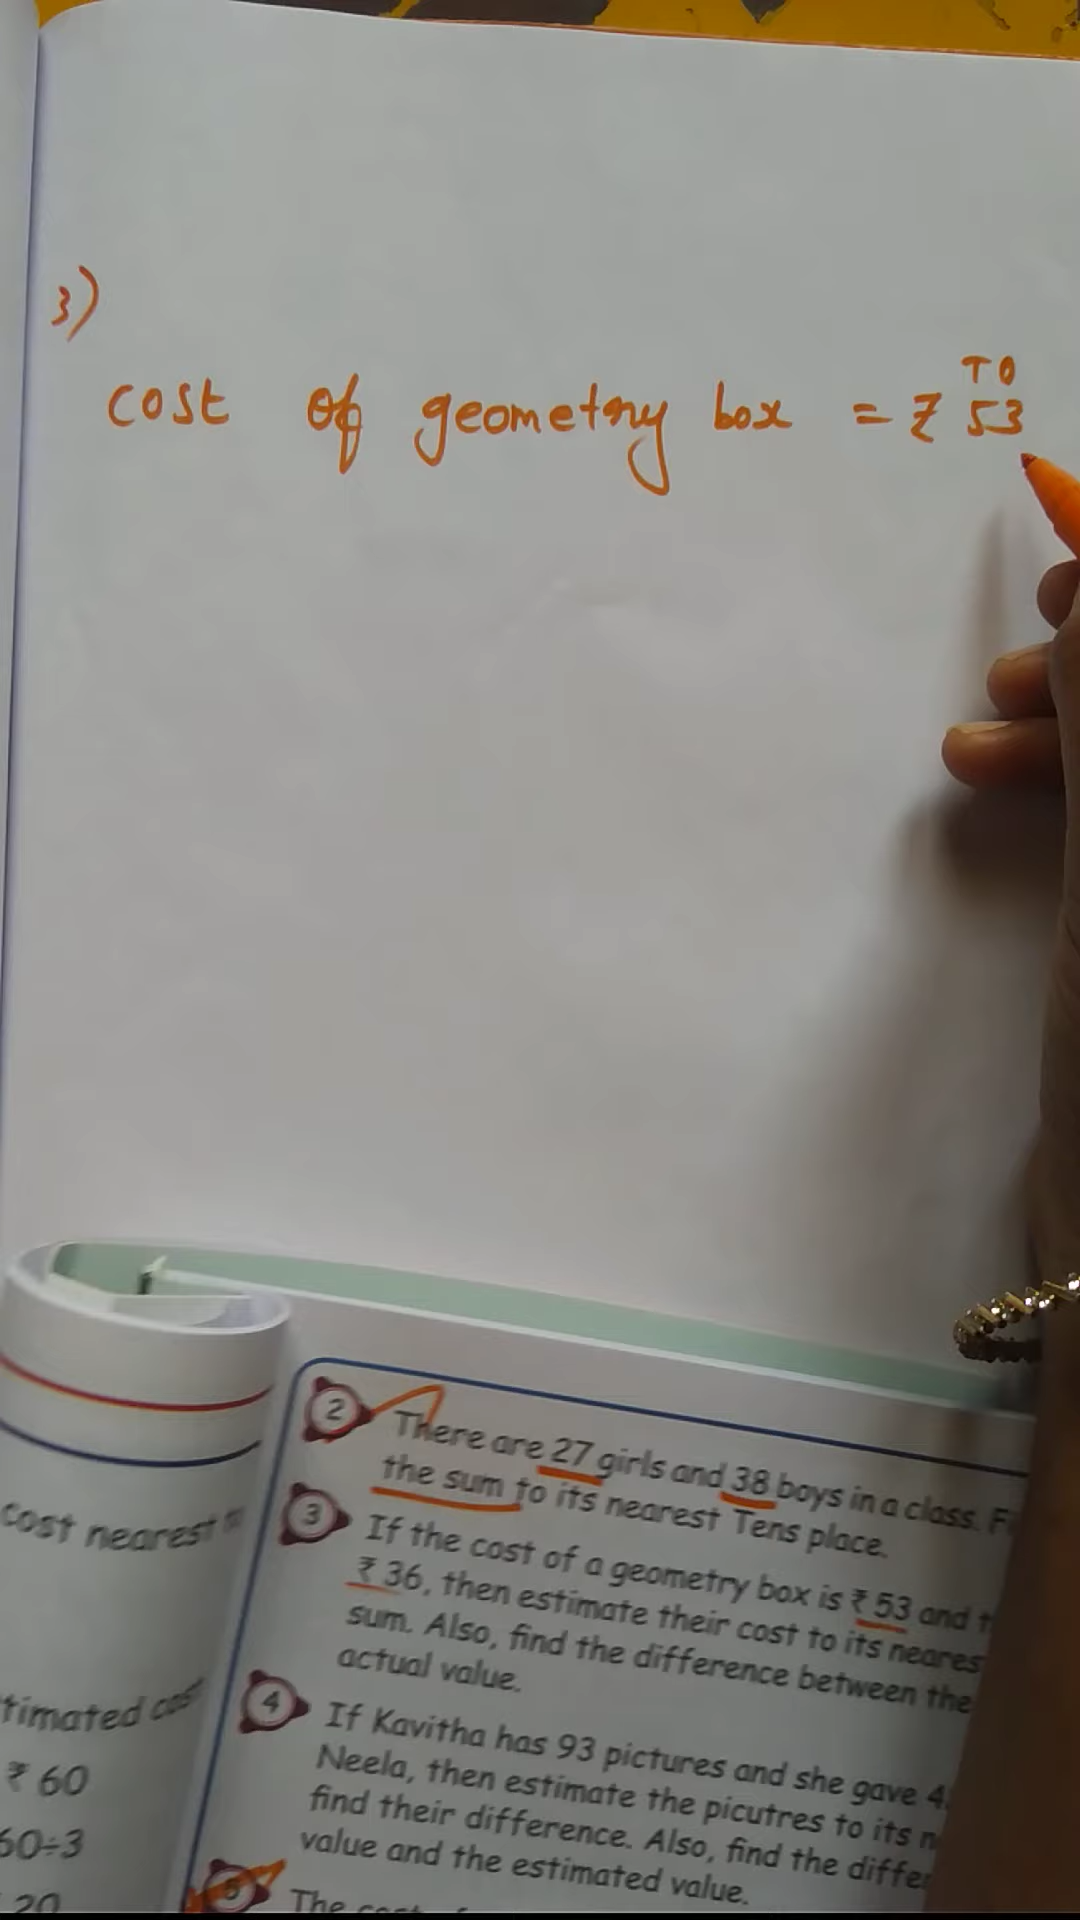 3)
T O
cost of geometry box = ₹ 53
2 There are 27 girls and 38 boys in a class.
the sum to its nearest Tens place.
3 If the cost of a geometry box is ₹ 53 and
₹ 36, then estimate their cost to its neares
sum. Also, find the difference between the
actual value.
4 If Kavitha has 93 pictures and she gave 4
Neela, then estimate the picutres to its n
find their difference. Also, find the differ
value and the estimated value.
5 The
cost nearest
timated
₹ 60
60÷3
20